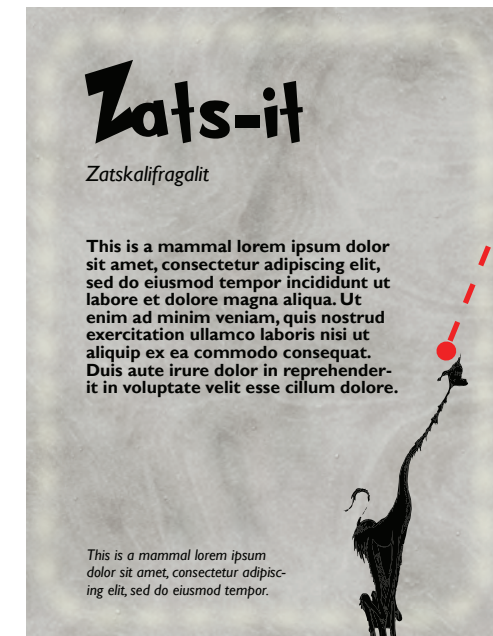 Zats-it
Zatskalifragalit
This is a mammal lorem ipsum dolor
sit amet, consectetur adipiscing elit,
sed do eiusmod tempor incididunt ut
labore et dolore magna aliqua. Ut
enim ad minim veniam, quis nostrud
exercitation ullamco laboris nisi ut
aliquip ex ea commodo consequat.
Duis aute irure dolor in reprehender-
it in voluptate velit esse cillum dolore.
This is a mammal lorem ipsum
dolor sit amet, consectetur adipisc-
ing elit, sed do eiusmod tempor.